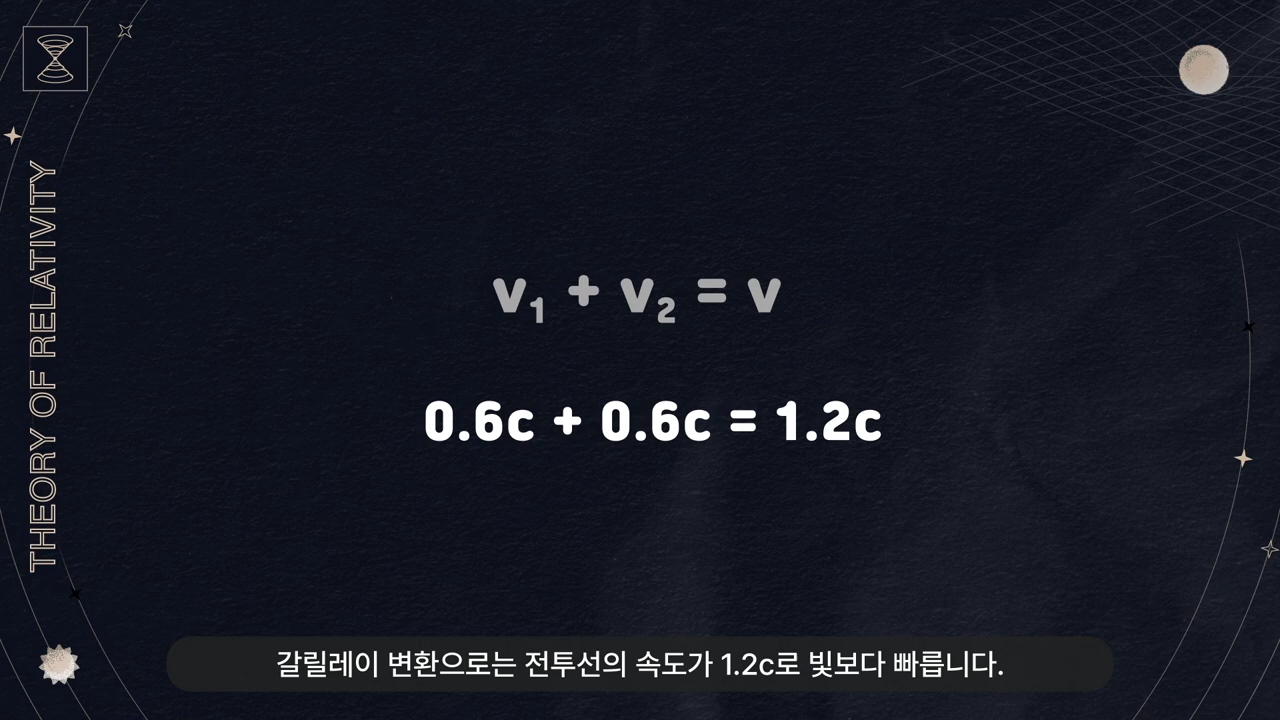 THEORY OF RELATIVITY
v₁ + v₂ = v
0.6c + 0.6c = 1.2c
갈릴레이 변환으로는 전투선의 속도가 1.2c로 빛보다 빠릅니다.